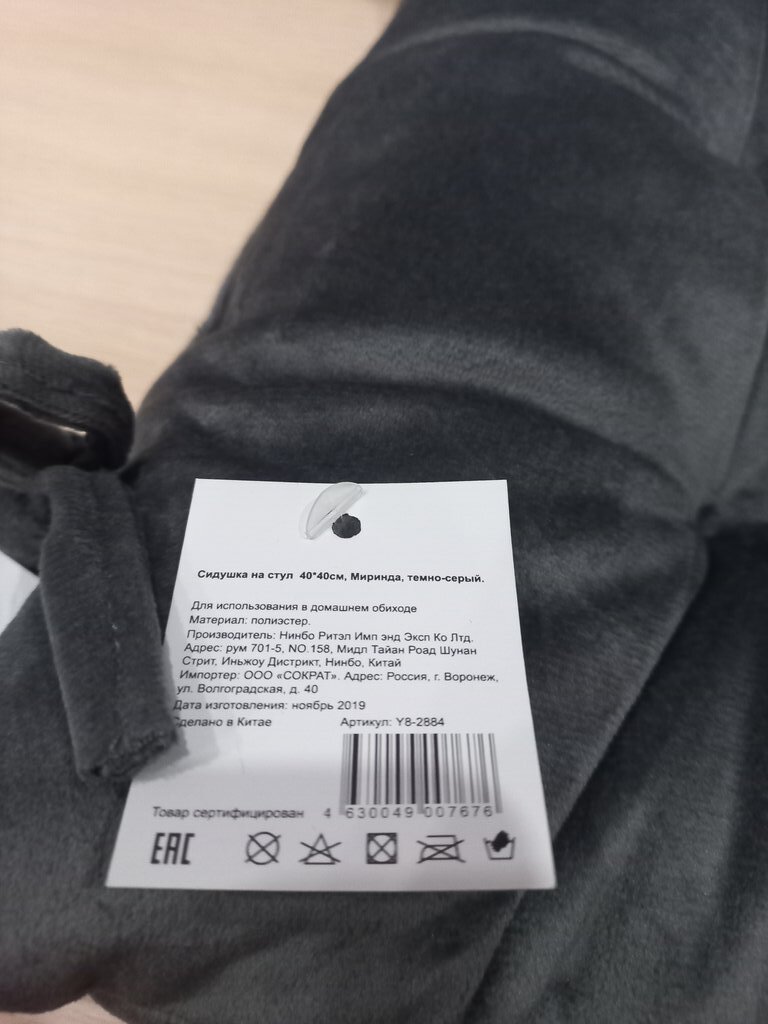 Сидушка на стул 40*40см, Миринда, темно-серый.
Для использования в домашнем обиходе
Материал: полиэстер.
Производитель: Нинбо Ритэл Имп энд Эксп Ко Лтд.
Адрес: рум 701-5, NO.158, Мидл Тайан Роад Шунан
Стрит, Иньжоу Дистрикт, Нинбо, Китай
Импортер: ООО «СОКРАТ». Адрес: Россия, г. Воронеж,
ул. Волгоградская, д. 40
Дата изготовления: ноябрь 2019
Сделано в Китае Артикул: Y8-2884
Товар сертифицирован 4 630049 007676
ЕАС